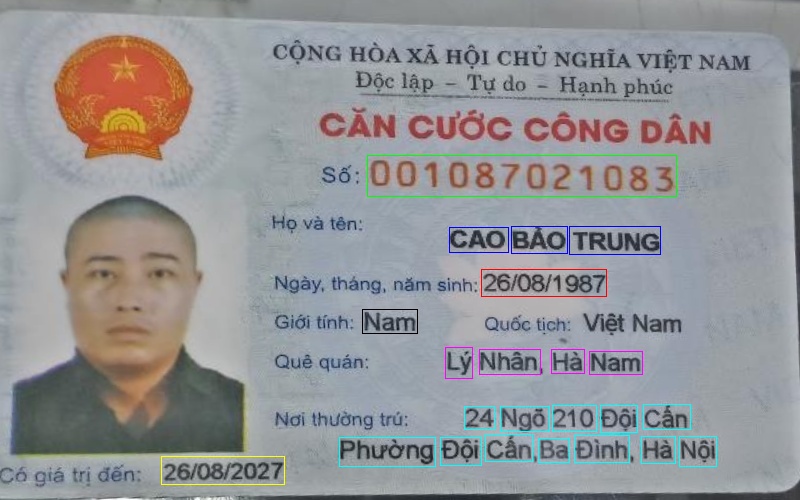 CỘNG HÒA XÃ HỘI CHỦ NGHĨA VIỆT NAM
Độc lập – Tự do – Hạnh phúc
CĂN CƯỚC CÔNG DÂN
Số: 001087021083
Họ và tên:
CAO BẢO TRUNG
Ngày, tháng, năm sinh: 26/08/1987
Giới tính: Nam Quốc tịch: Việt Nam
Quê quán: Lý Nhân, Hà Nam
Nơi thường trú: 24 Ngõ 210 Đội Cấn
Phường Đội Cấn,Ba Đình, Hà Nội
Có giá trị đến: 26/08/2027